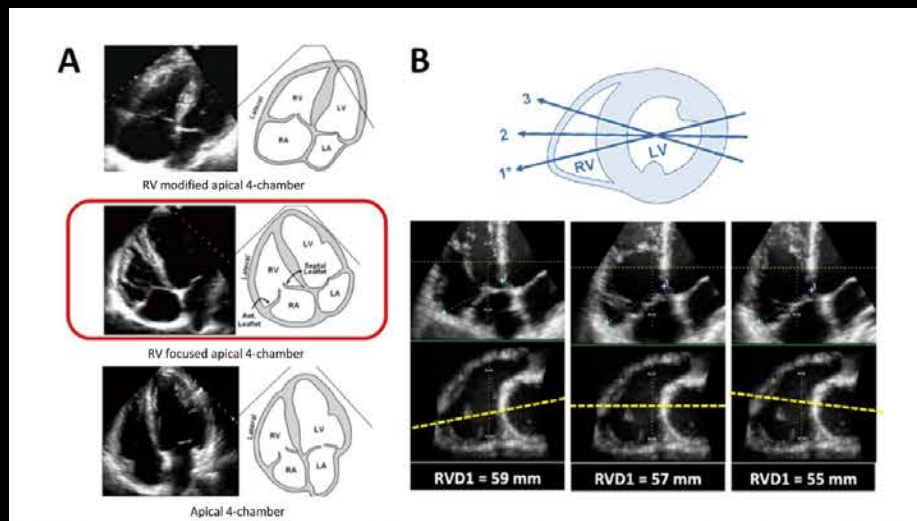 A
RV
LV
Lateral
RA
LA
RV modified apical 4-chamber
LV
RV
Lateral
Septal
Leaflet
RA
LA
Ant.
Leaflet
RV focused apical 4-chamber
RV
LV
Lateral
RA
LA
Apical 4-chamber
B
3
2
1*
RV
LV
RVD1 = 59 mm
RVD1 = 57 mm
RVD1 = 55 mm